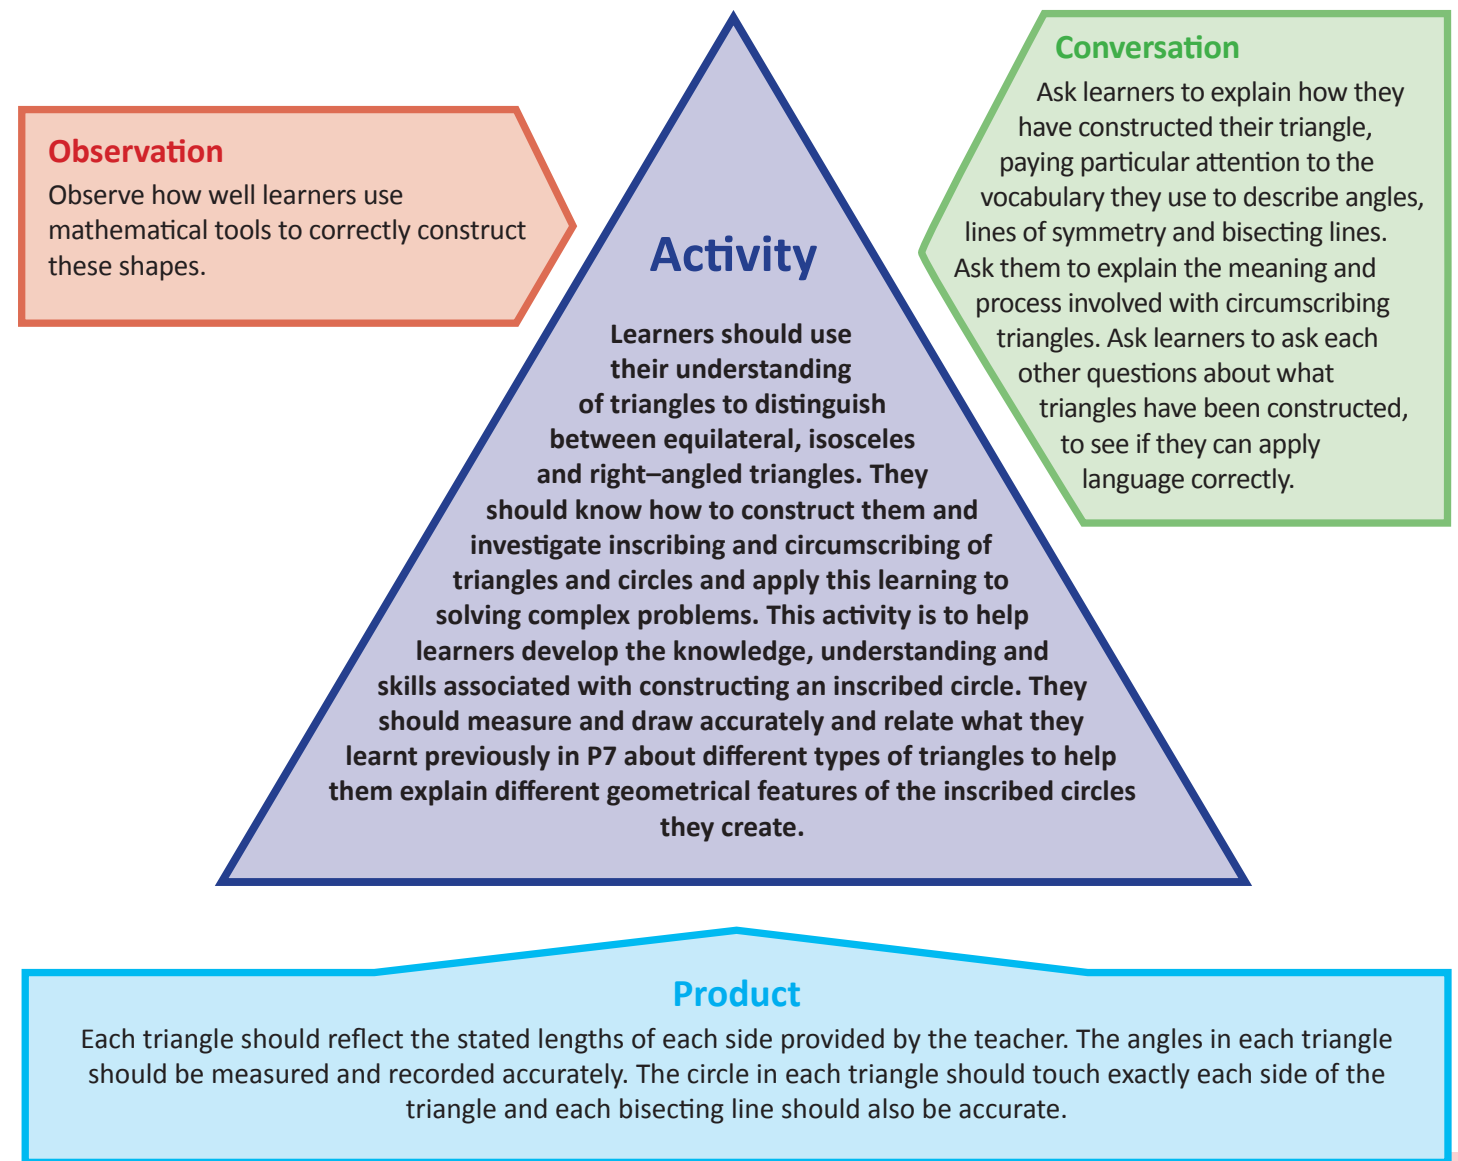 Observation
Observe how well learners use
mathematical tools to correctly construct
these shapes.
Activity
Learners should use
their understanding
of triangles to distinguish
between equilateral, isosceles
and right–angled triangles. They
should know how to construct them and
investigate inscribing and circumscribing of
triangles and circles and apply this learning to
solving complex problems. This activity is to help
learners develop the knowledge, understanding and
skills associated with constructing an inscribed circle. They
should measure and draw accurately and relate what they
learnt previously in P7 about different types of triangles to help
them explain different geometrical features of the inscribed circles
they create.
Conversation
Ask learners to explain how they
have constructed their triangle,
paying particular attention to the
vocabulary they use to describe angles,
lines of symmetry and bisecting lines.
Ask them to explain the meaning and
process involved with circumscribing
triangles. Ask learners to ask each
other questions about what
triangles have been constructed,
to see if they can apply
language correctly.
Product
Each triangle should reflect the stated lengths of each side provided by the teacher. The angles in each triangle
should be measured and recorded accurately. The circle in each triangle should touch exactly each side of the
triangle and each bisecting line should also be accurate.